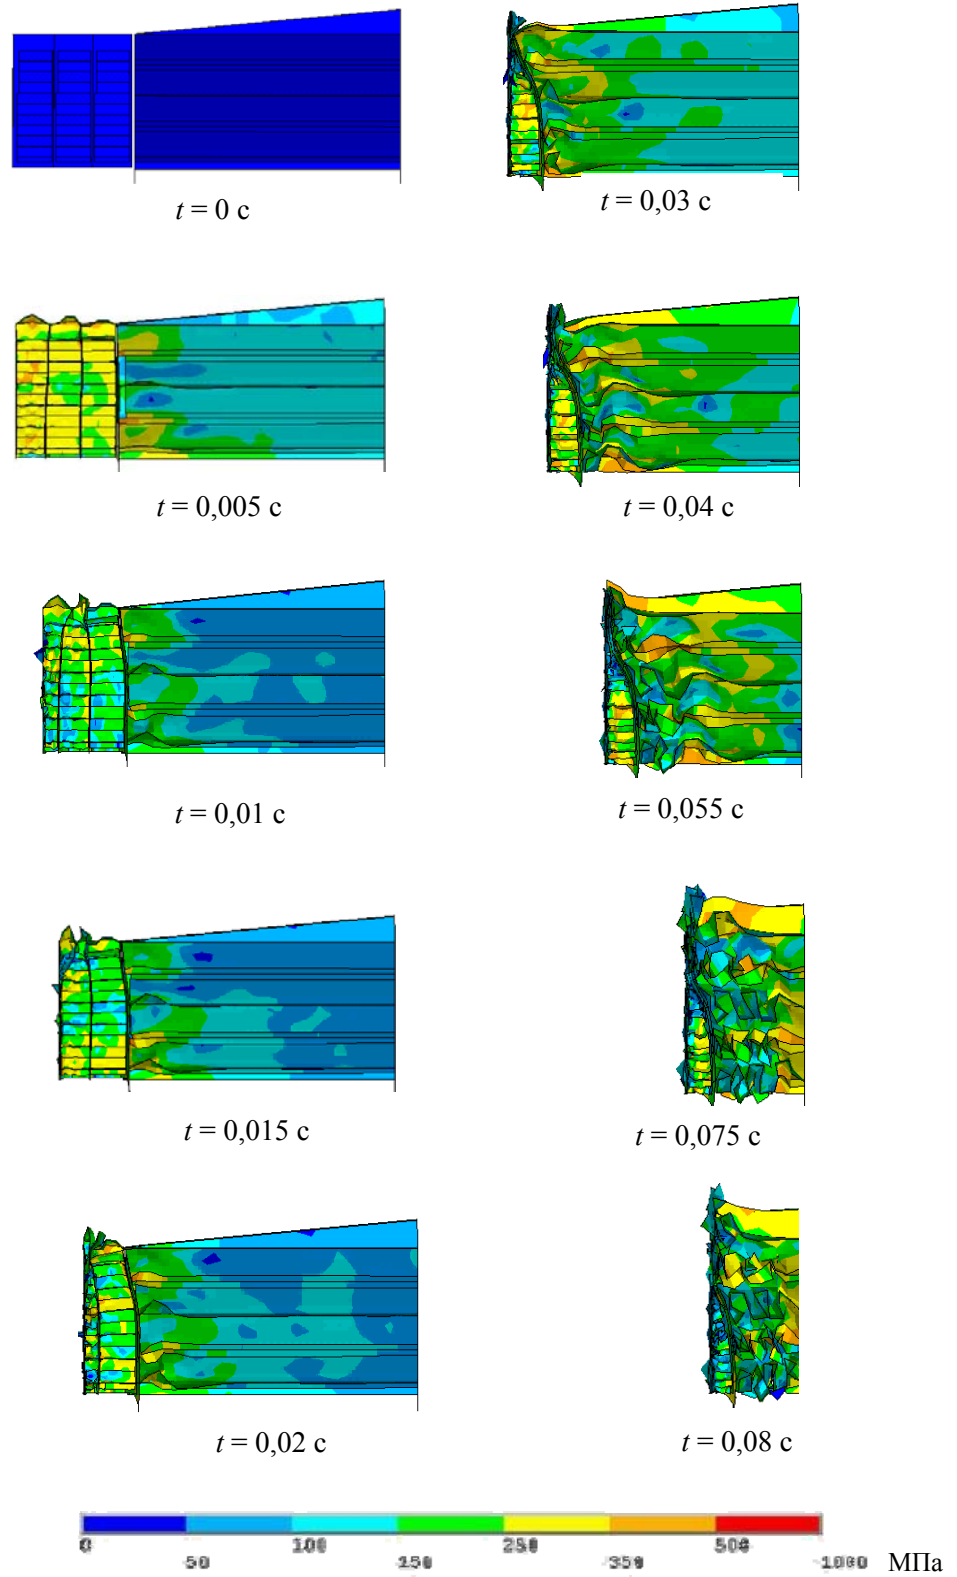 t = 0 с
t = 0,03 с
t = 0,005 с
t = 0,04 с
t = 0,01 с
t = 0,055 с
t = 0,015 с
t = 0,075 с
t = 0,02 с
t = 0,08 с
0 100 250 500
50 150 350 1000 МПа